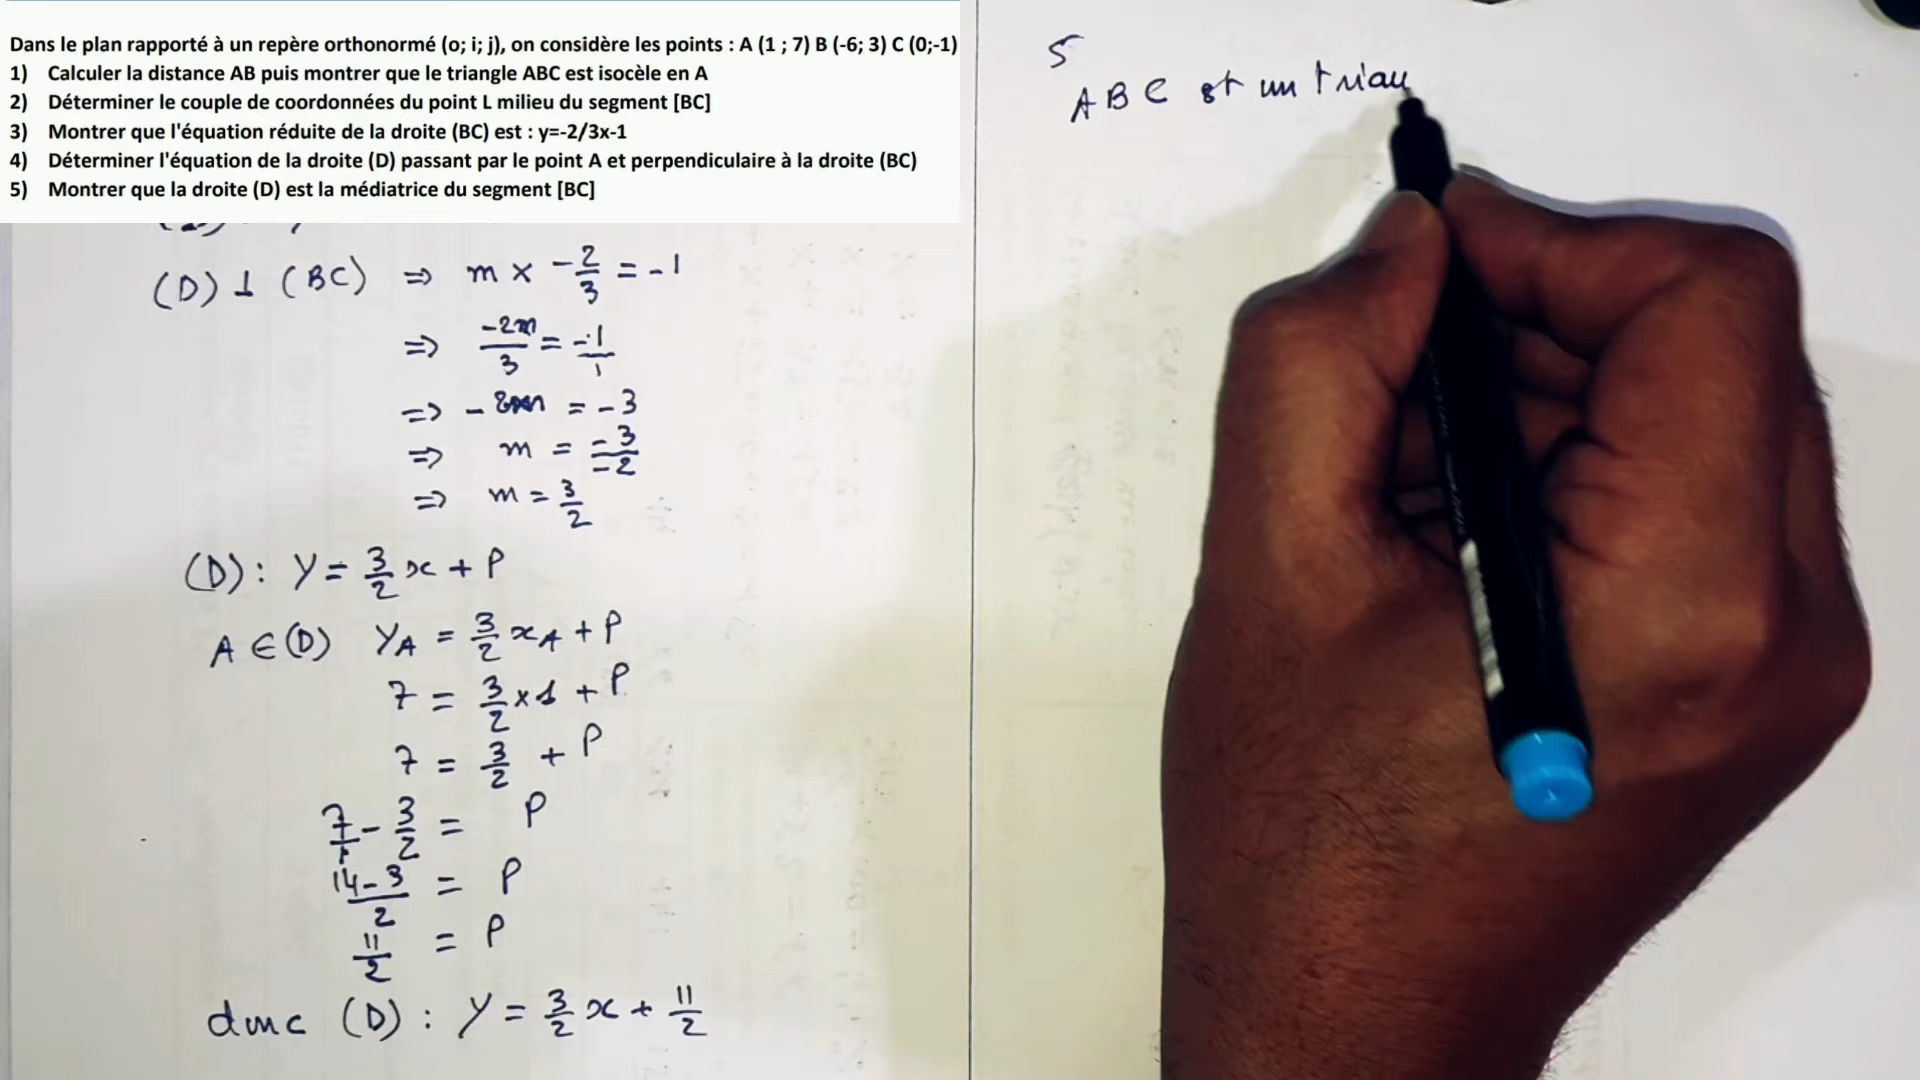 Dans le plan rapporté à un repère orthonormé (o; i; j), on considère les points : A (1 ; 7) B (-6; 3) C (0;-1)
1) Calculer la distance AB puis montrer que le triangle ABC est isocèle en A
2) Déterminer le couple de coordonnées du point L milieu du segment [BC]
3) Montrer que l'équation réduite de la droite (BC) est : y=-2/3x-1
4) Déterminer l'équation de la droite (D) passant par le point A et perpendiculaire à la droite (BC)
5) Montrer que la droite (D) est la médiatrice du segment [BC]
(D) ⊥ (BC) ⇒ m × -2/3 = -1
⇒ -2m/3 = -1/1
⇒ -2m = -3
⇒ m = -3/-2
⇒ m = 3/2
(D): Y = 3/2 x + P
A ∈ (D) YA = 3/2 xA + P
7 = 3/2 × 1 + P
7 = 3/2 + P
7/1 - 3/2 = P
14-3/2 = P
11/2 = P
donc (D) : Y = 3/2 x + 11/2
5
ABC est un trian